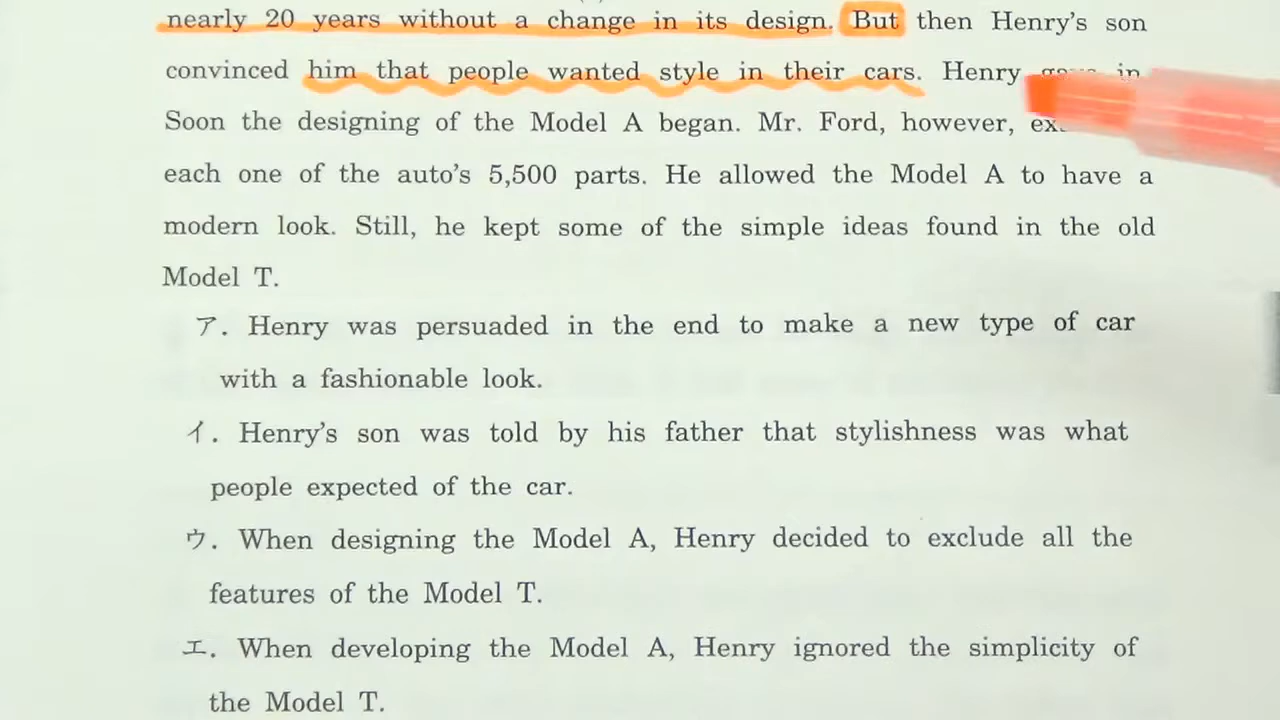 nearly 20 years without a change in its design. But then Henry's son
convinced him that people wanted style in their cars. Henry in
Soon the designing of the Model A began. Mr. Ford, however,
each one of the auto's 5,500 parts. He allowed the Model A to have a
modern look. Still, he kept some of the simple ideas found in the old
Model T.
ア. Henry was persuaded in the end to make a new type of car
with a fashionable look.
イ. Henry's son was told by his father that stylishness was what
people expected of the car.
ウ. When designing the Model A, Henry decided to exclude all the
features of the Model T.
エ. When developing the Model A, Henry ignored the simplicity of
the Model T.